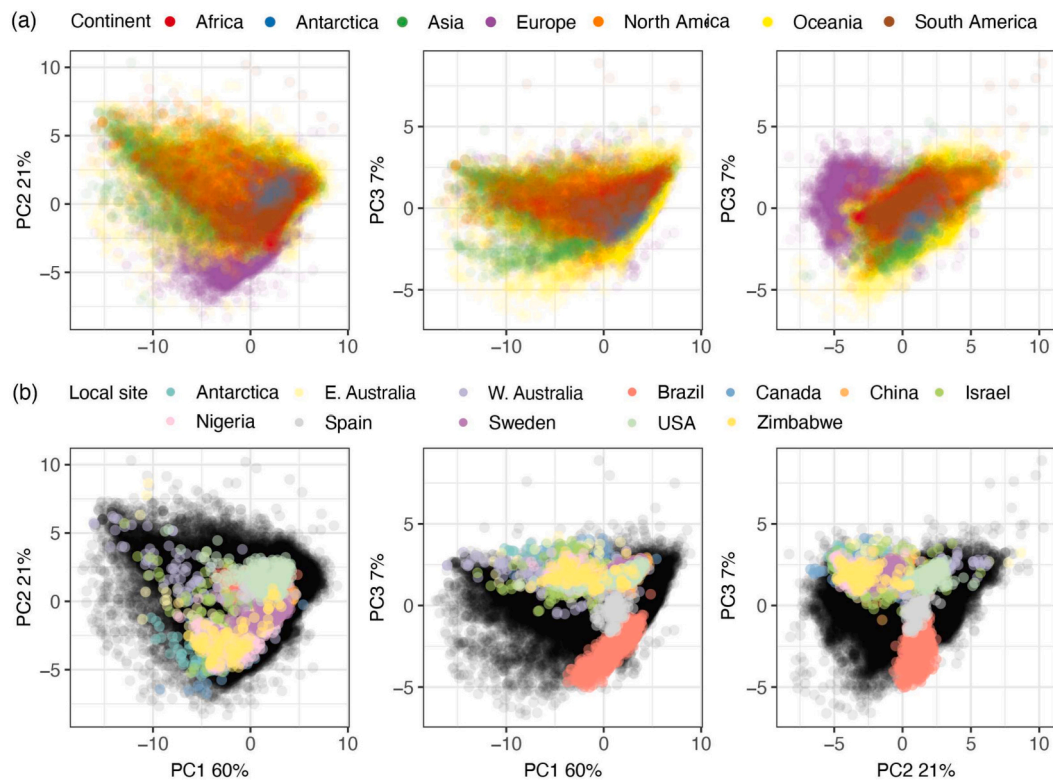 (a) Continent Africa Antarctica Asia Europe North America Oceania South America
10
5
0
−5
PC2 21%
−10 0 10
5
0
−5
PC3 7%
−10 0 10
5
0
−5
PC3 7%
−5 0 5 10
(b) Local site Antarctica E. Australia W. Australia Brazil Canada China Israel
Nigeria Spain Sweden USA Zimbabwe
10
5
0
−5
PC2 21%
−10 0 10
PC1 60%
5
0
−5
PC3 7%
−10 0 10
PC1 60%
5
0
−5
PC3 7%
−5 0 5 10
PC2 21%